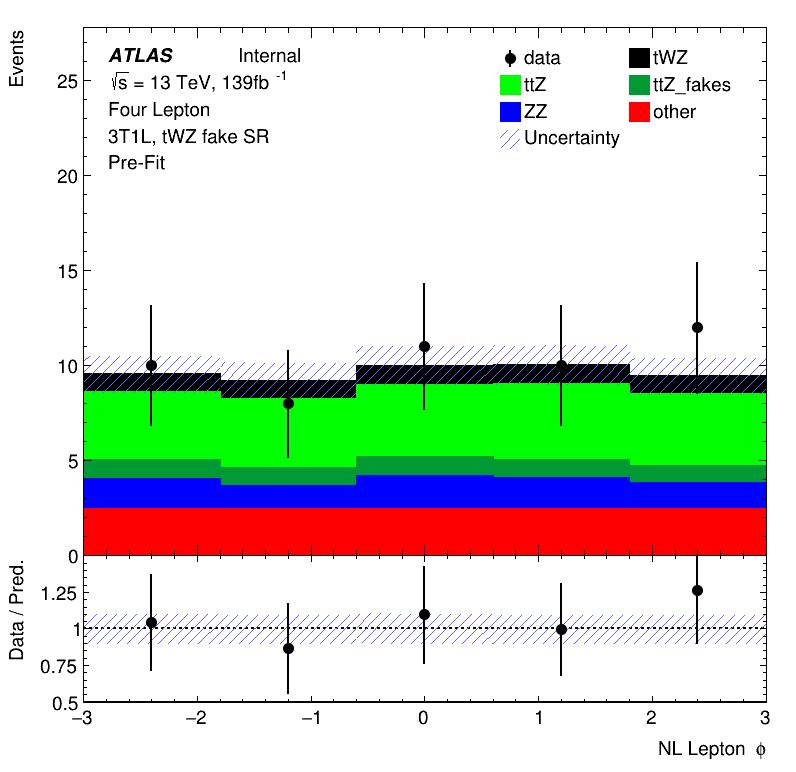 Events
ATLAS Internal
√s = 13 TeV, 139fb -1
Four Lepton
3T1L, tWZ fake SR
Pre-Fit
data
tWZ
ttZ
ttZ_fakes
ZZ
other
Uncertainty
25
20
15
10
5
0
Data / Pred.
1.25
1
0.75
0.5
−3 −2 −1 0 1 2 3
NL Lepton ϕ